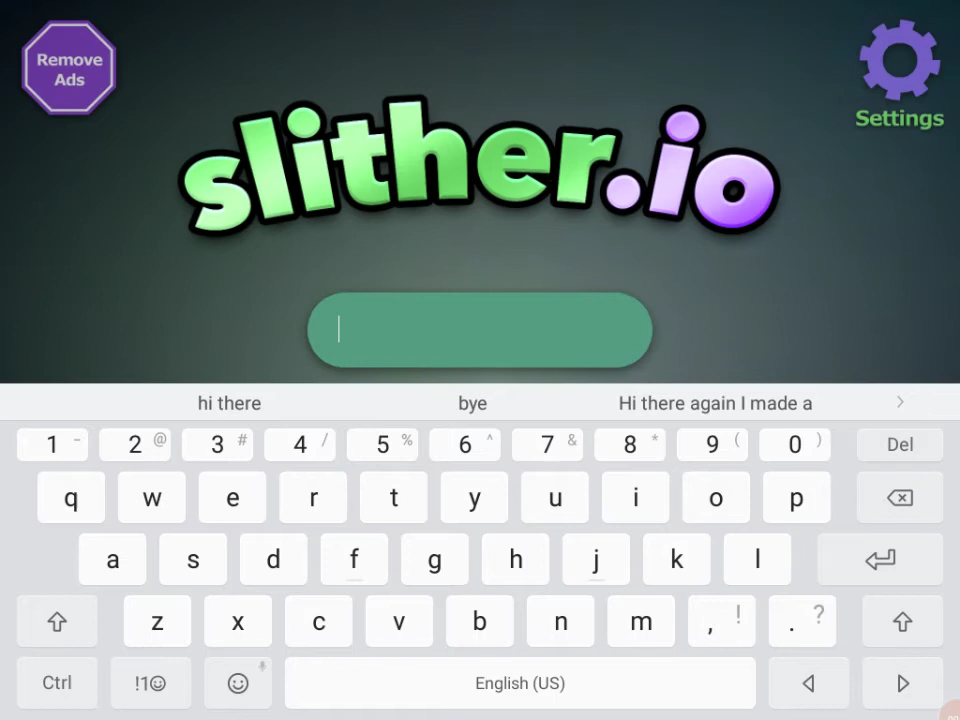 Remove
Ads
Settings
slither.io
hi there bye Hi there again I made a
1 - 2 @ 3 # 4 / 5 % 6 ^ 7 & 8 * 9 ( 0 ) Del
q w e r t y u i o p
a s d f g h j k l
z x c v b n m , ! . ?
Ctrl !1☺ English (US)